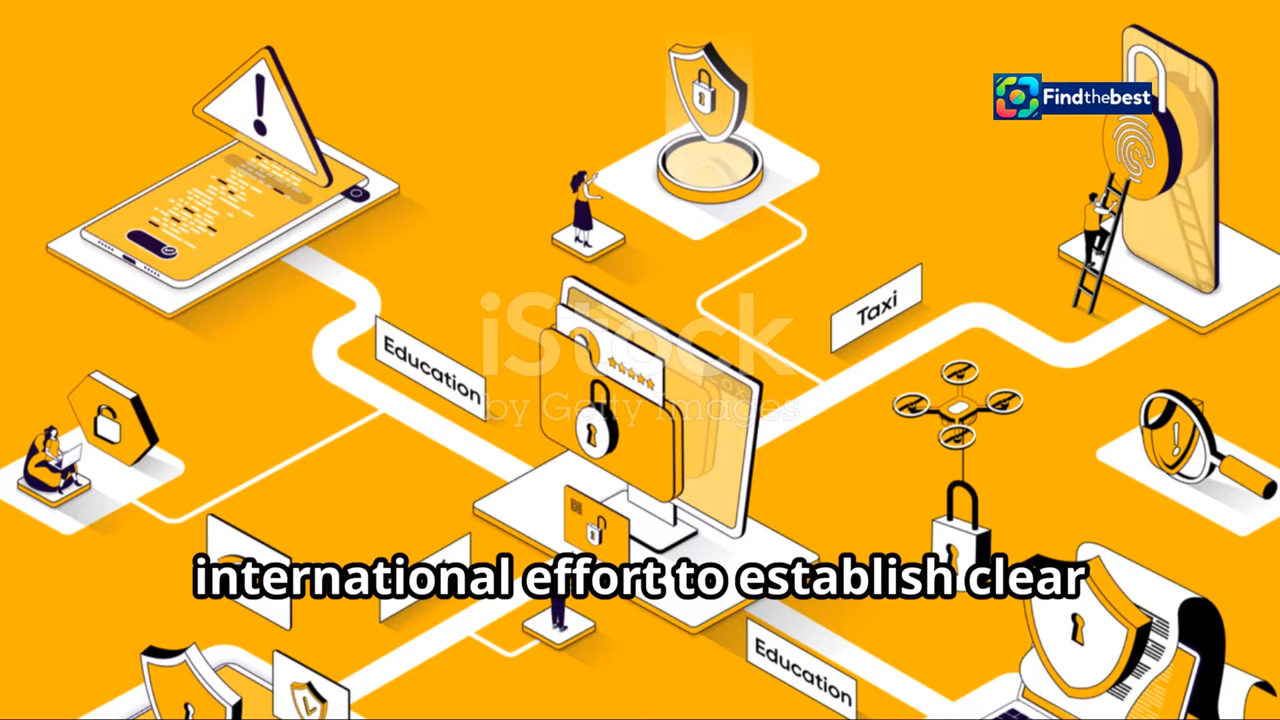 Findthebest
Taxi
iStock
Education
by Getty Images
international effort to establish clear
Education